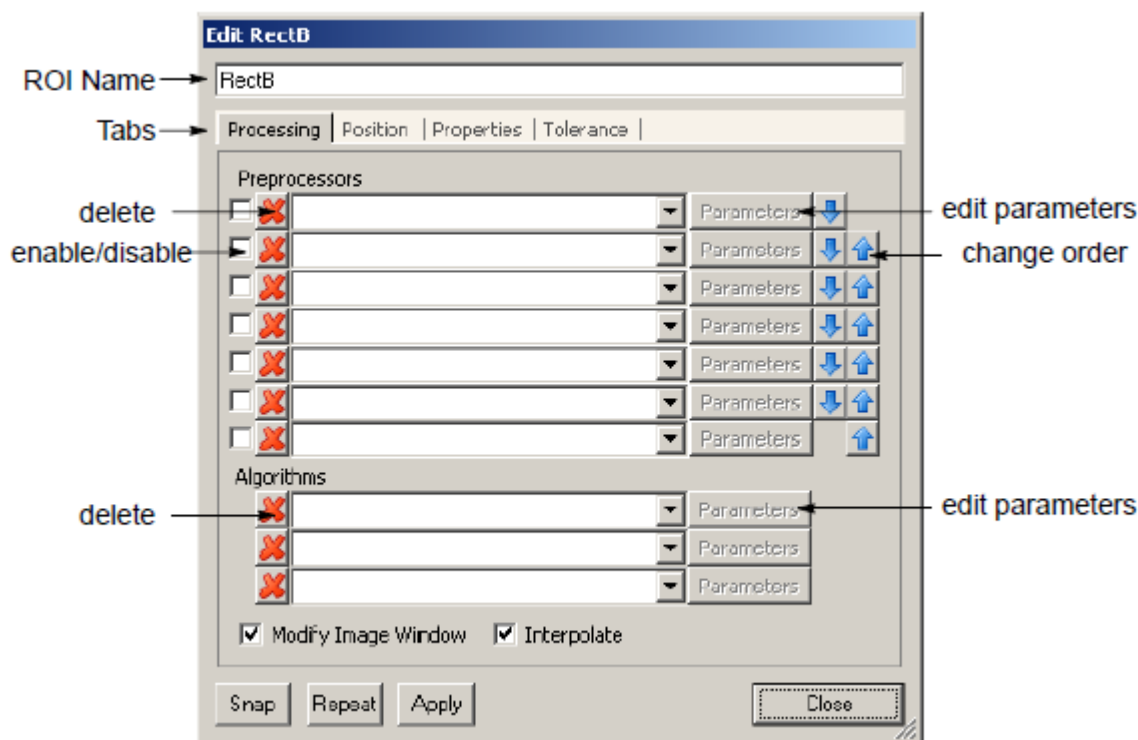 Edit RectB
ROI Name
RectB
Tabs
Processing Position Properties Tolerance
Preprocessors
delete
Parameters
edit parameters
enable/disable
Parameters
change order
Parameters
Parameters
Parameters
Parameters
Parameters
Algorithms
delete
Parameters
edit parameters
Parameters
Parameters
Modify Image Window Interpolate
Snap Repeat Apply Close